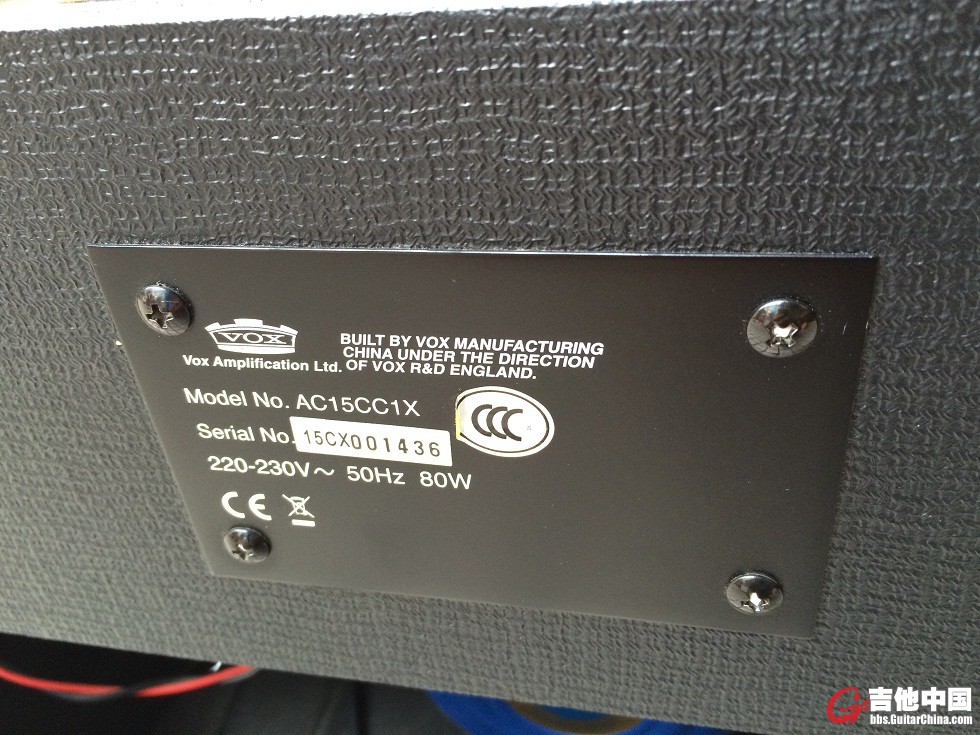 VOX
Vox Amplification Ltd.
BUILT BY VOX MANUFACTURING
CHINA UNDER THE DIRECTION
OF VOX R&D ENGLAND.
Model No. AC15CC1X
Serial No. 15CX001436
CCC
220-230V～ 50Hz 80W
CE
吉他中国
bbs.GuitarChina.com